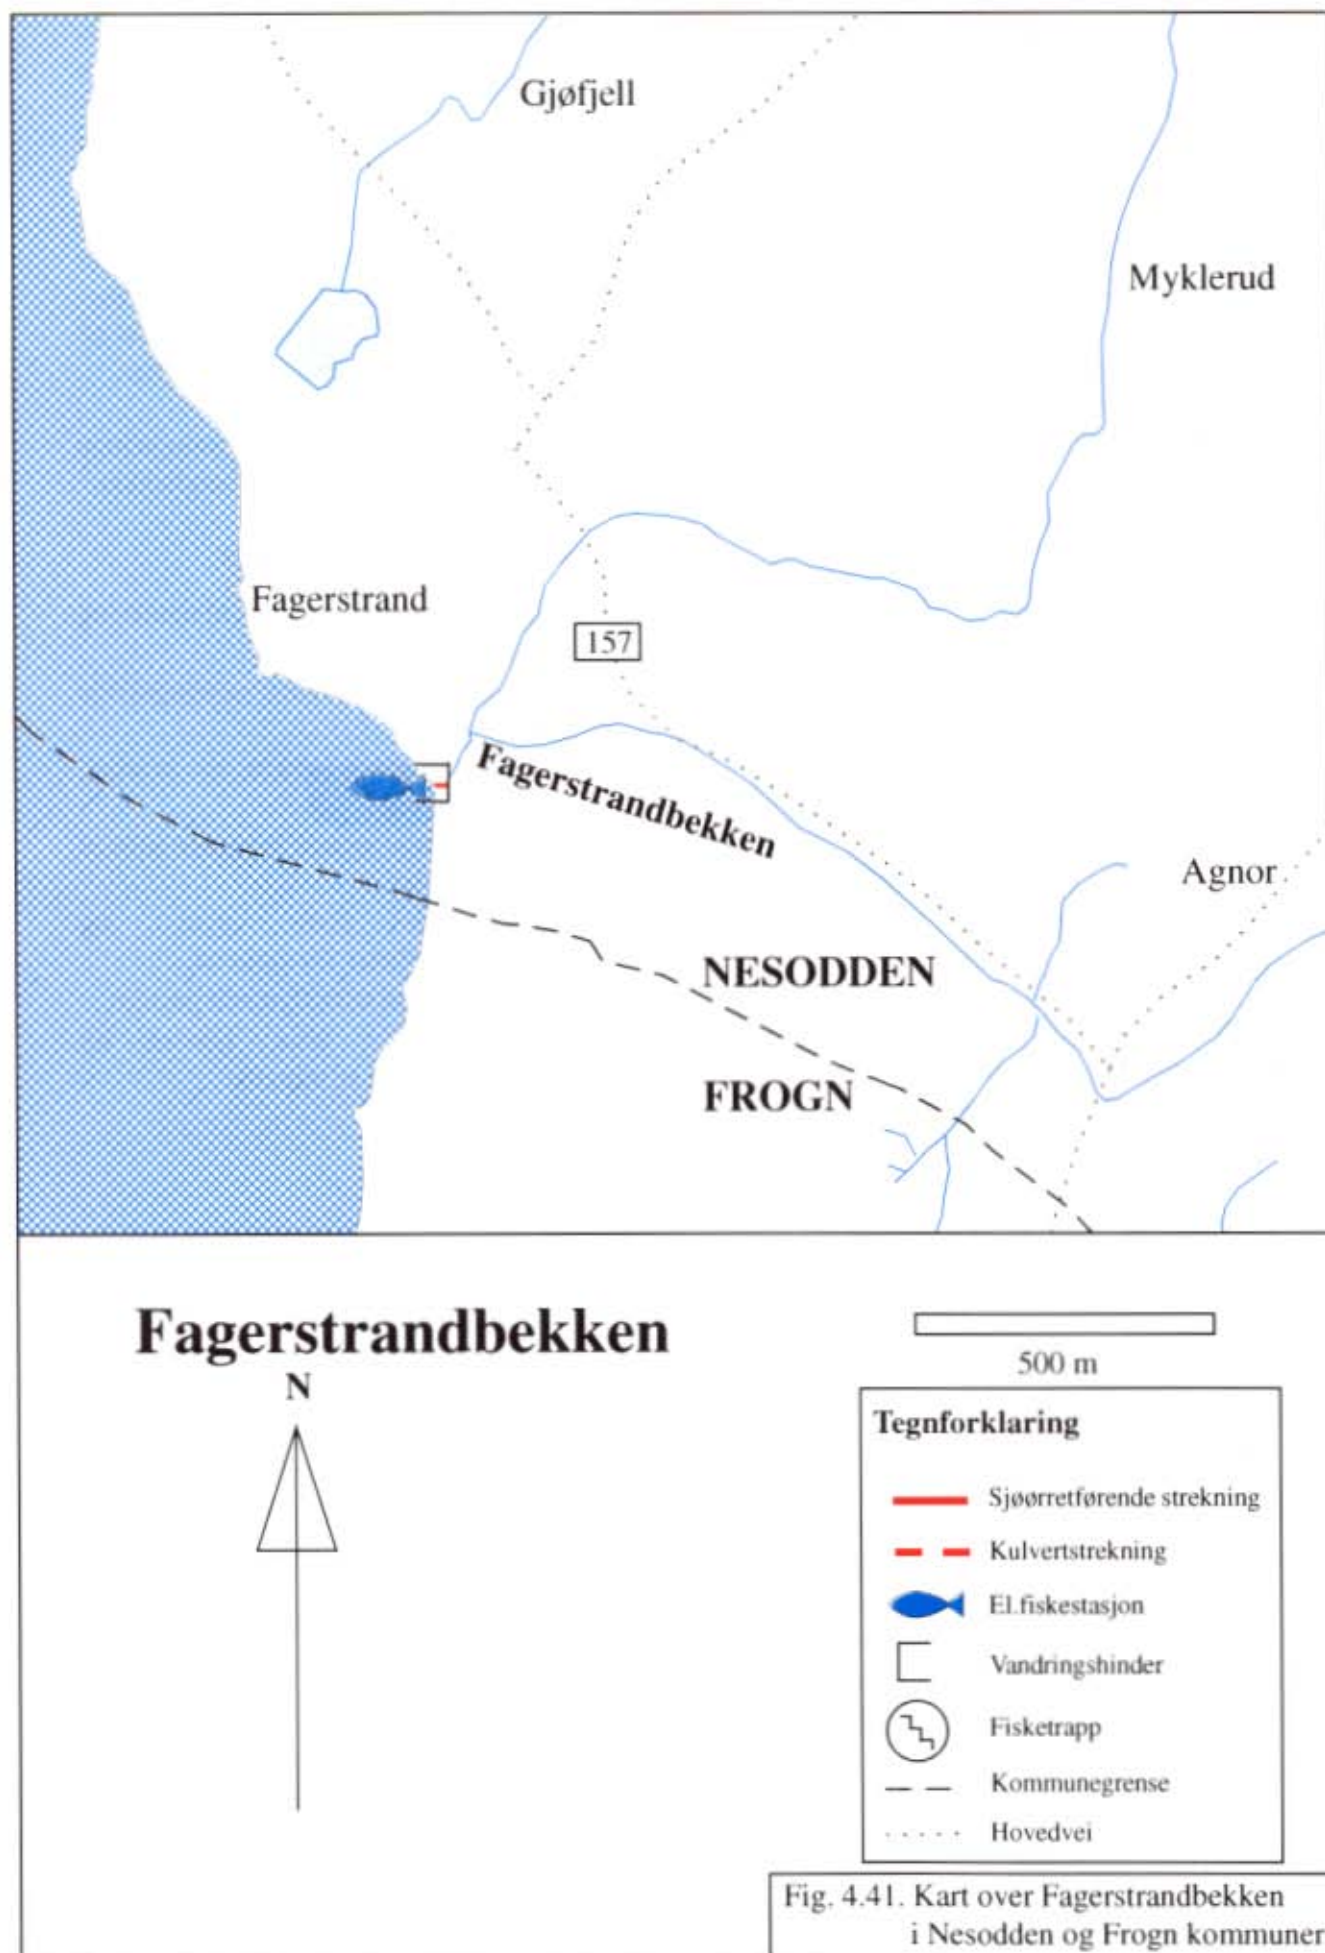 Gjøfjell
Myklerud
Fagerstrand
157
Fagerstrandbekken
Agnor
NESODDEN
FROGN
Fagerstrandbekken
N
500 m
Tegnforklaring
Sjøørretførende strekning
Kulvertstrekning
El.fiskestasjon
Vandringshinder
Fisketrapp
Kommunegrense
Hovedvei
Fig. 4.41. Kart over Fagerstrandbekken
i Nesodden og Frogn kommuner